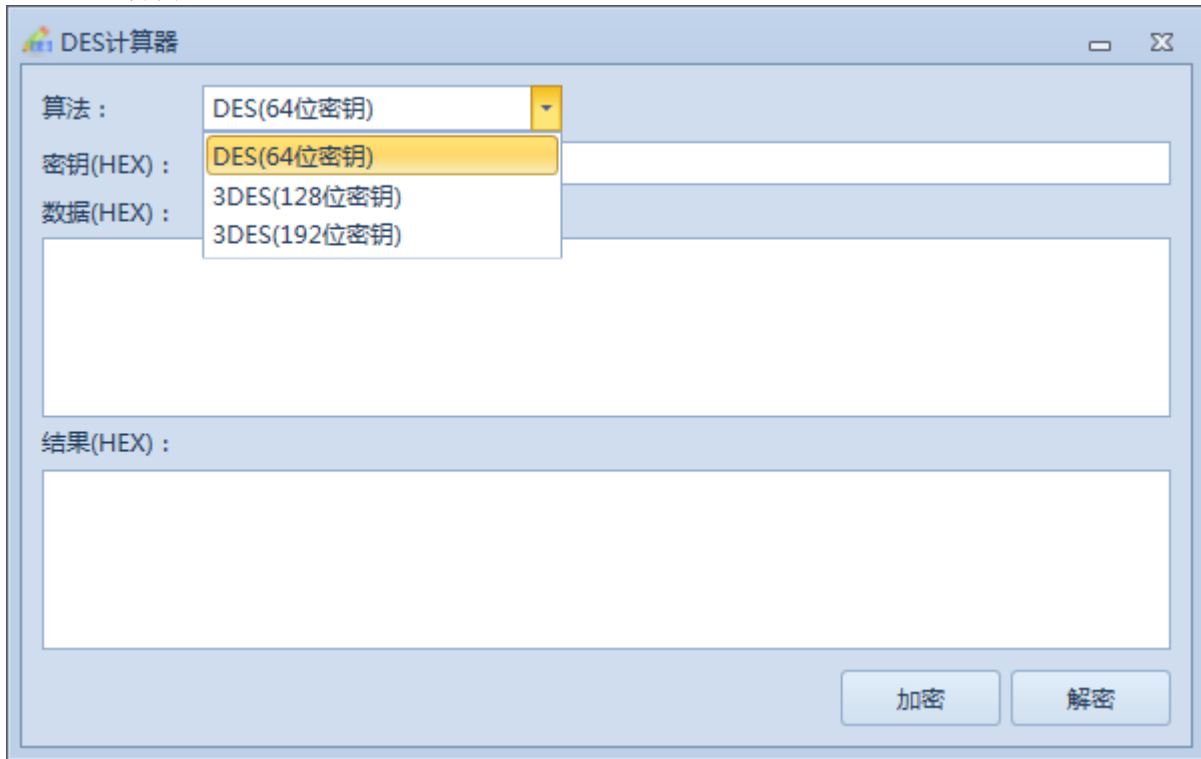 DES计算器
算法：
DES(64位密钥)
密钥(HEX)：
DES(64位密钥)
3DES(128位密钥)
数据(HEX)：
3DES(192位密钥)
结果(HEX)：
加密
解密